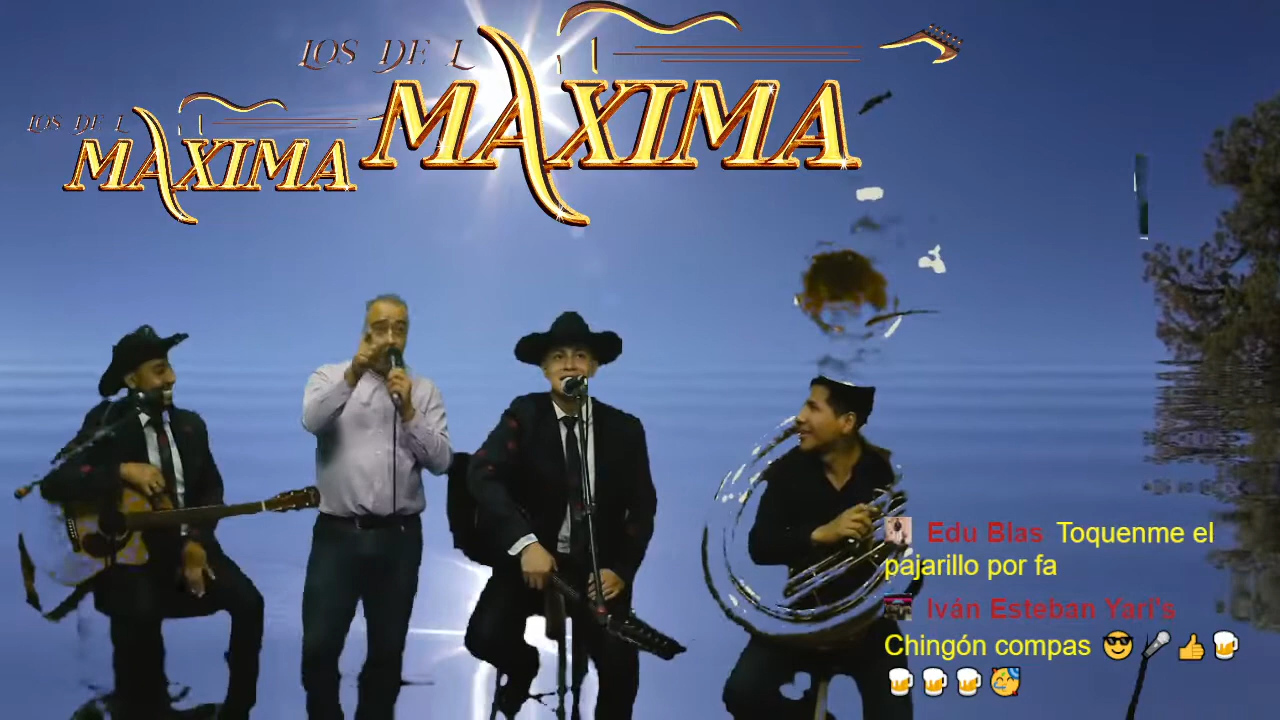 LOS DE L
MAXIMA
LOS DE L
MAXIMA
Edu Blas Toquenme el
pajarillo por fa
Iván Esteban Yari's
Chingón compas 😎 🎤 👍 🍺
🍺 🍺 🍺 🥳